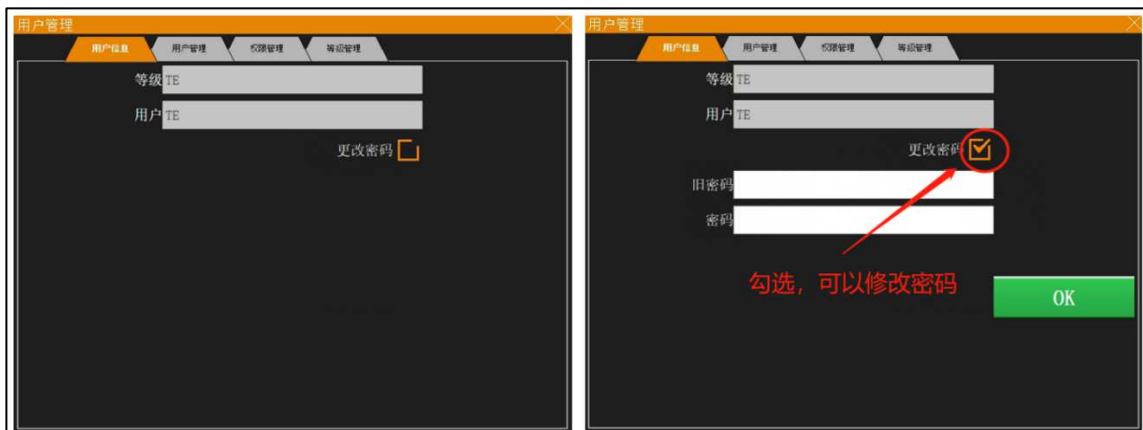 用户管理
用户信息 用户管理 权限管理 等级管理
等级 TE
用户 TE
更改密码
用户管理
用户信息 用户管理 权限管理 等级管理
等级 TE
用户 TE
更改密码
旧密码
密码
勾选，可以修改密码
OK